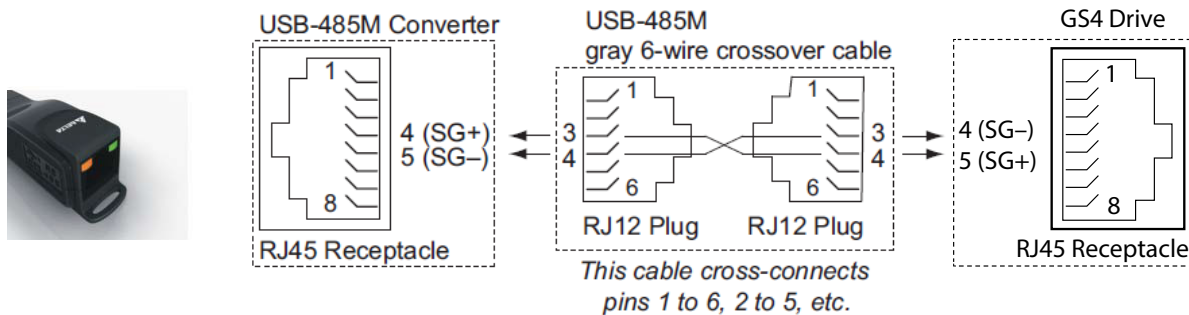 USB-485M Converter
1
4 (SG+)
5 (SG–)
8
RJ45 Receptacle
USB-485M
gray 6-wire crossover cable
1
3
4
6
RJ12 Plug
1
3
4
6
RJ12 Plug
This cable cross-connects
pins 1 to 6, 2 to 5, etc.
GS4 Drive
4 (SG–)
5 (SG+)
1
8
RJ45 Receptacle